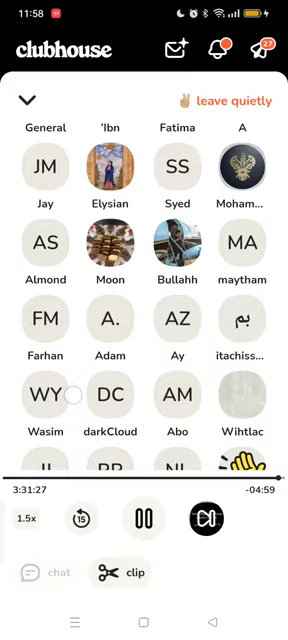 11:58
clubhouse
27
✌🏼 leave quietly
General 'Ibn Fatima A
JM SS
Jay Elysian Syed Moham...
AS MA
Almond Moon Bullahh maytham
FM A. AZ بم
Farhan Adam Ay itachiss...
WY DC AM
Wasim darkCloud Abo Wihtlac
3:31:27 -04:59
1.5x 15
chat clip